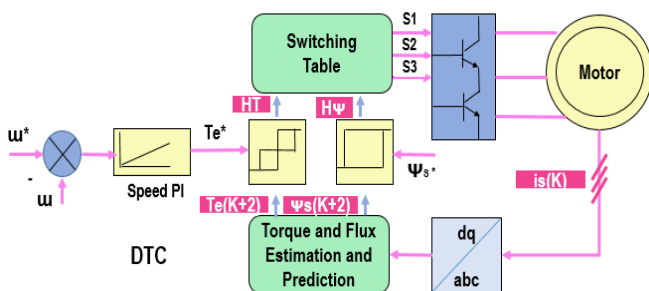 Switching
Table
S1
S2
S3
Motor
HT
HΨ
ω*
Te*
-
ω
Speed PI
Ψs*
is(K)
Te(K+2)
Ψs(K+2)
DTC
Torque and Flux
Estimation and
Prediction
dq
abc